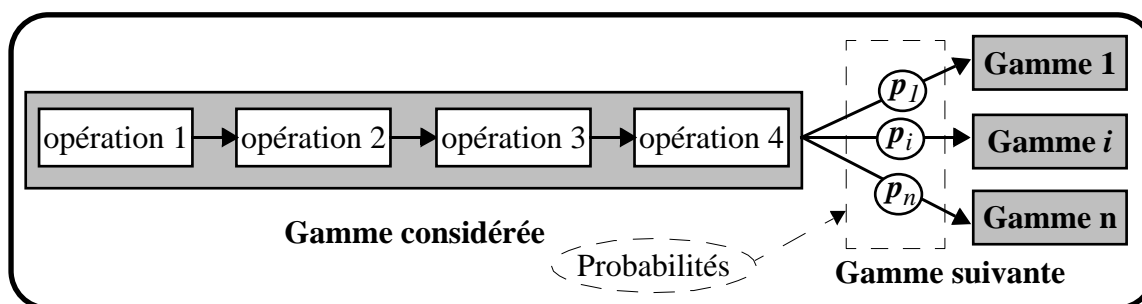 opération 1
opération 2
opération 3
opération 4
p1
pi
pn
Gamme 1
Gamme i
Gamme n
Gamme considérée
Probabilités
Gamme suivante